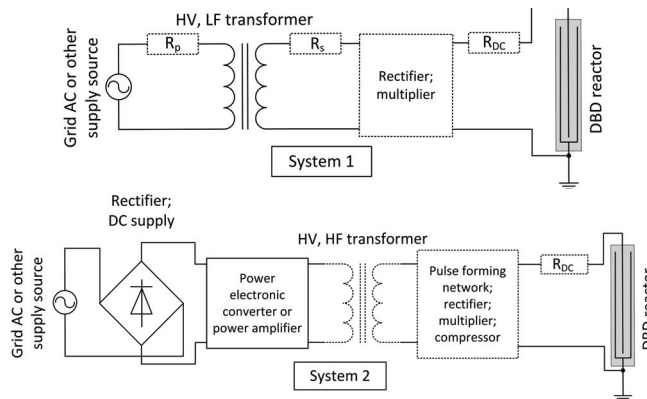 HV, LF transformer
Grid AC or other
supply source
Rp
Rs
Rectifier;
multiplier
RDC
DBD reactor
System 1
Rectifier;
DC supply
HV, HF transformer
Grid AC or other
supply source
Power
electronic
converter or
power amplifier
Pulse forming
network;
rectifier;
multiplier;
compressor
RDC
DBD reactor
System 2